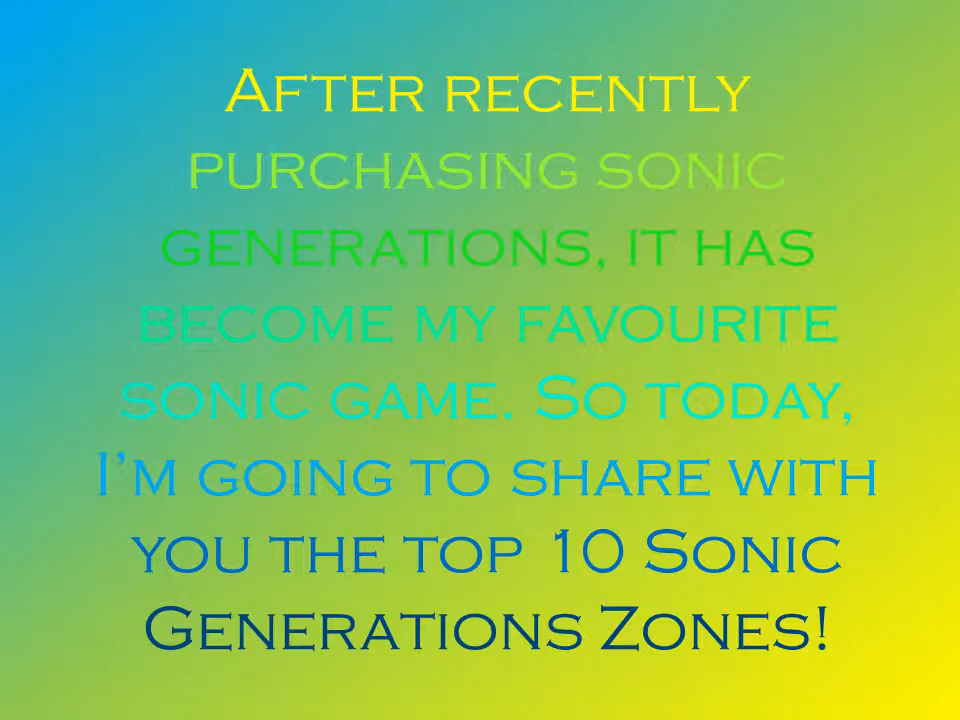 After recently
purchasing sonic
generations, it has
become my favourite
sonic game. So today,
I'm going to share with
you the top 10 Sonic
Generations Zones!